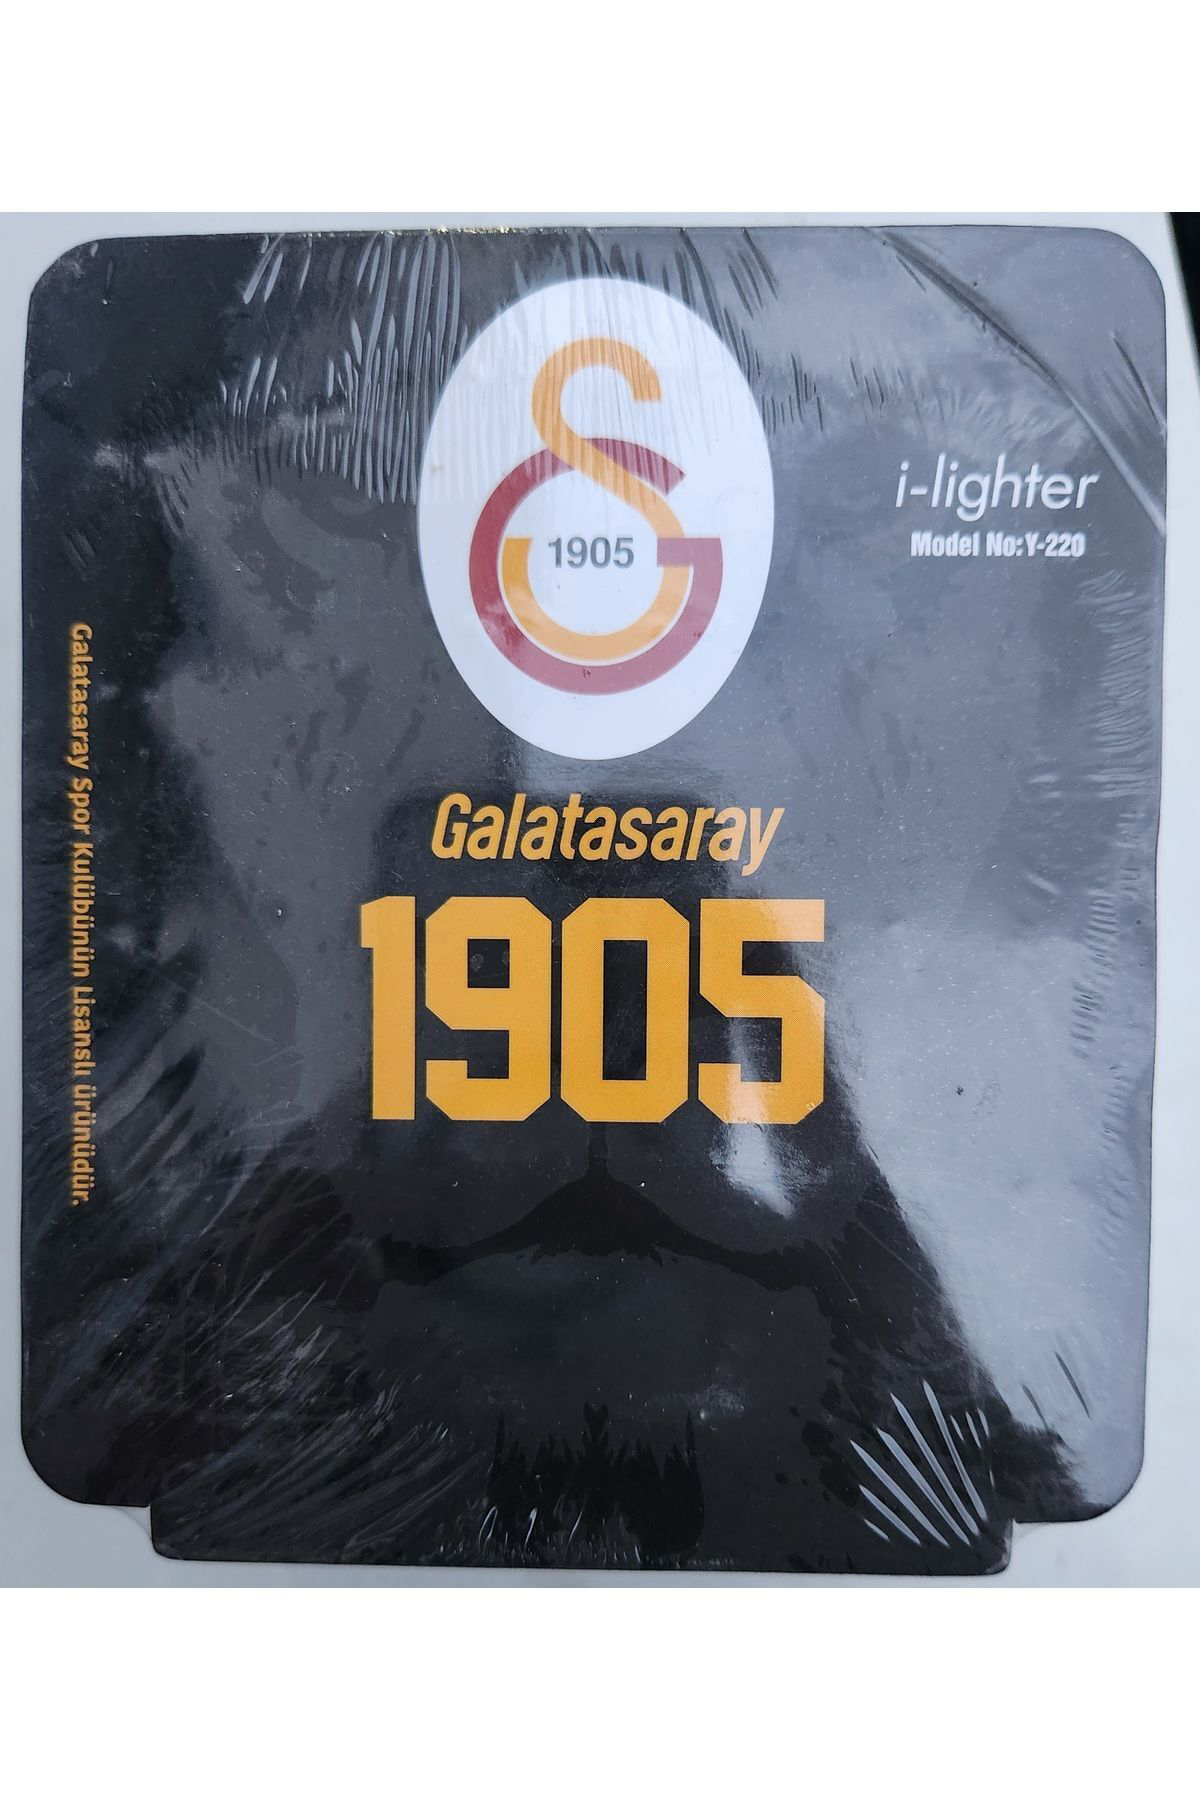 1905
i-lighter
Model No:Y-220
Galatasaray
1905
Galatasaray Spor Kulübünün Lisanslı ürünüdür.